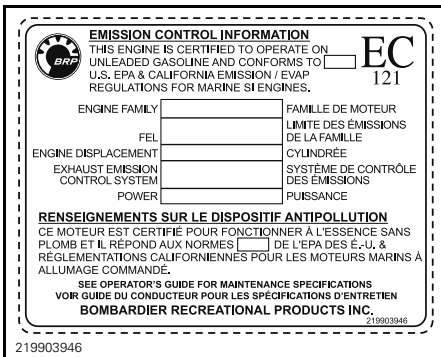 EMISSION CONTROL INFORMATION
THIS ENGINE IS CERTIFIED TO OPERATE ON
UNLEADED GASOLINE AND CONFORMS TO
U.S. EPA & CALIFORNIA EMISSION / EVAP
REGULATIONS FOR MARINE SI ENGINES.
BRP
EC
121
ENGINE FAMILY FAMILLE DE MOTEUR
FEL LIMITE DES ÉMISSIONS
DE LA FAMILLE
ENGINE DISPLACEMENT CYLINDRÉE
EXHAUST EMISSION SYSTÈME DE CONTRÔLE
CONTROL SYSTEM DES ÉMISSIONS
POWER PUISSANCE
RENSEIGNEMENTS SUR LE DISPOSITIF ANTIPOLLUTION
CE MOTEUR EST CERTIFIÉ POUR FONCTIONNER À L'ESSENCE SANS
PLOMB ET IL RÉPOND AUX NORMES DE L'EPA DES É.-U. &
RÉGLEMENTATIONS CALIFORNIENNES POUR LES MOTEURS MARINS À
ALLUMAGE COMMANDÉ.
SEE OPERATOR'S GUIDE FOR MAINTENANCE SPECIFICATIONS
VOIR GUIDE DU CONDUCTEUR POUR LES SPÉCIFICATIONS D'ENTRETIEN
BOMBARDIER RECREATIONAL PRODUCTS INC.
219903946
219903946